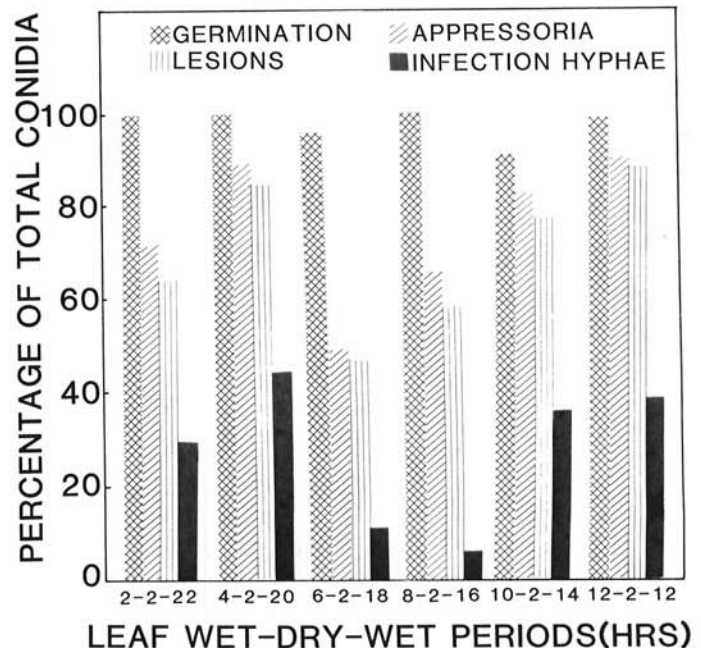 GERMINATION APPRESSORIA
LESIONS INFECTION HYPHAE
PERCENTAGE OF TOTAL CONIDIA
100
80
60
40
20
0
2-2-22 4-2-20 6-2-18 8-2-16 10-2-14 12-2-12
LEAF WET-DRY-WET PERIODS(HRS)